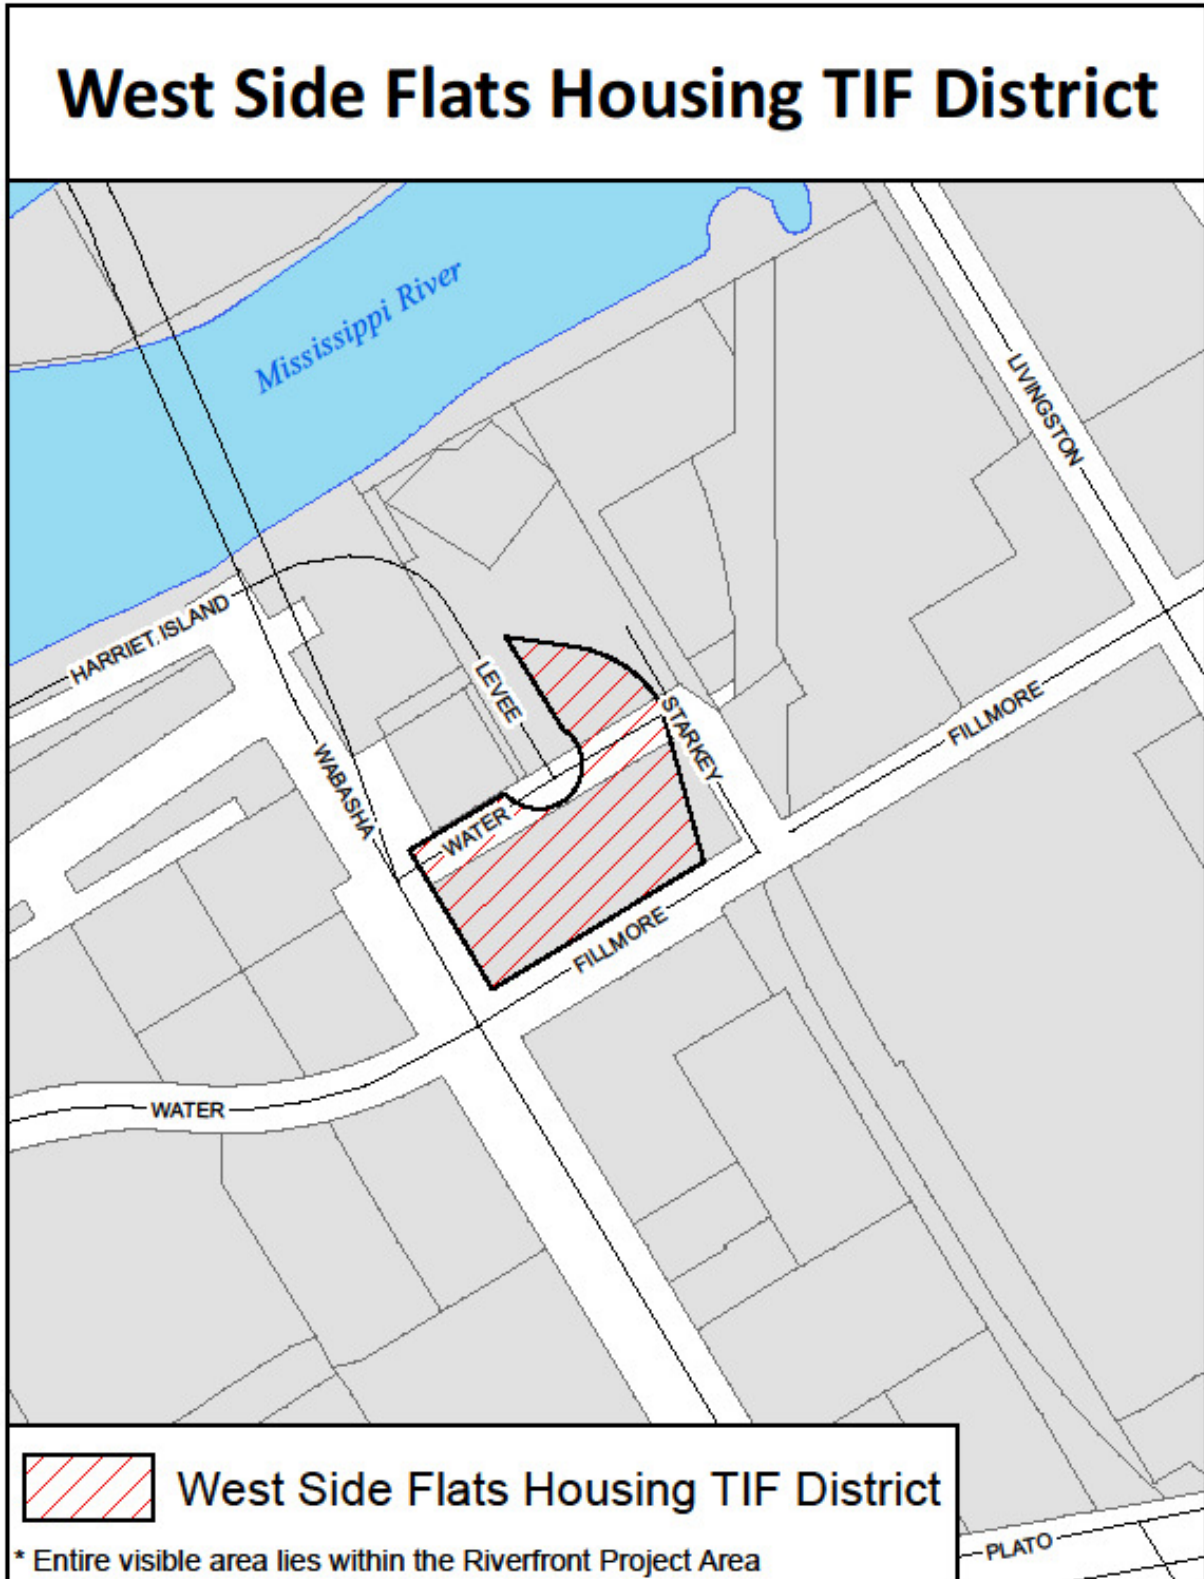 West Side Flats Housing TIF District
Mississippi River
LIVINGSTON
HARRIET ISLAND
LEVEE
STARKEY
FILLMORE
WABASHA
WATER
FILLMORE
WATER
West Side Flats Housing TIF District
* Entire visible area lies within the Riverfront Project Area
PLATO